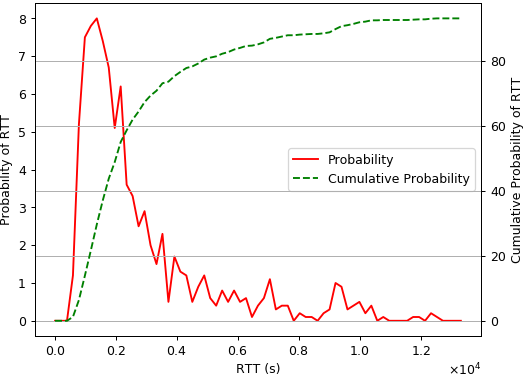 8
7
6
5
4
3
2
1
0
Probability of RTT
80
60
40
20
0
Cumulative Probability of RTT
Probability
Cumulative Probability
0.0 0.2 0.4 0.6 0.8 1.0 1.2
×10⁴
RTT (s)